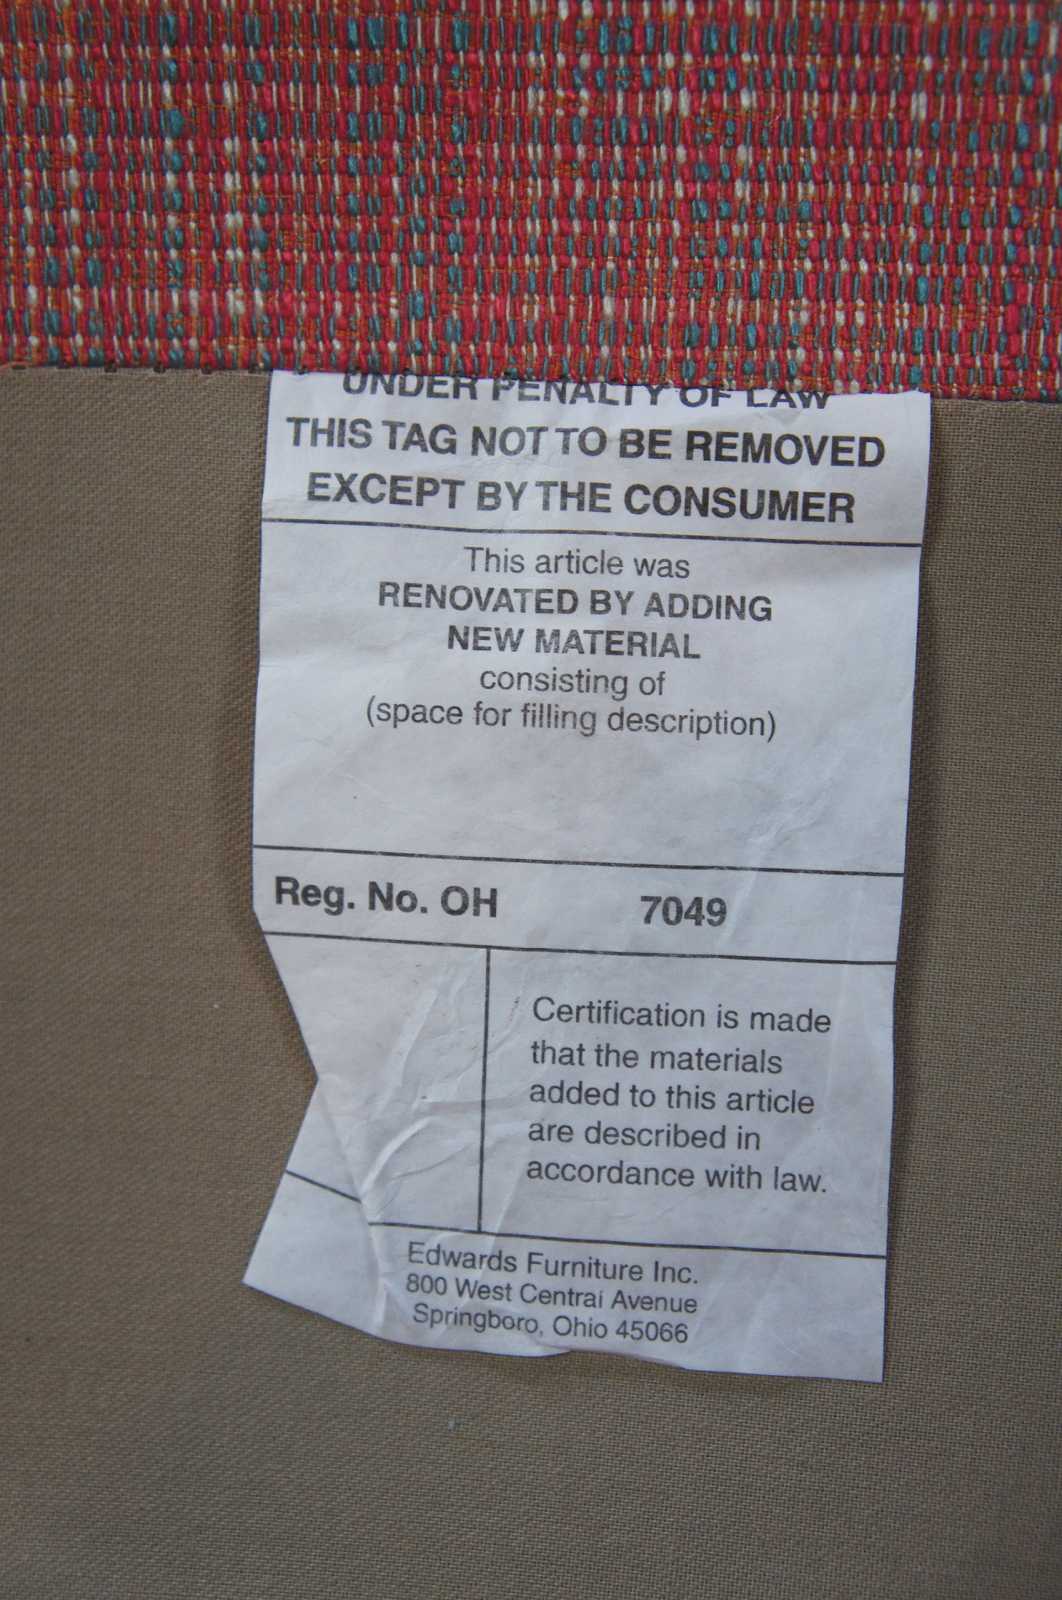 UNDER PENALTY OF LAW
THIS TAG NOT TO BE REMOVED
EXCEPT BY THE CONSUMER
This article was
RENOVATED BY ADDING
NEW MATERIAL
consisting of
(space for filling description)
Reg. No. OH 7049
Certification is made
that the materials
added to this article
are described in
accordance with law.
Edwards Furniture Inc.
800 West Central Avenue
Springboro, Ohio 45066